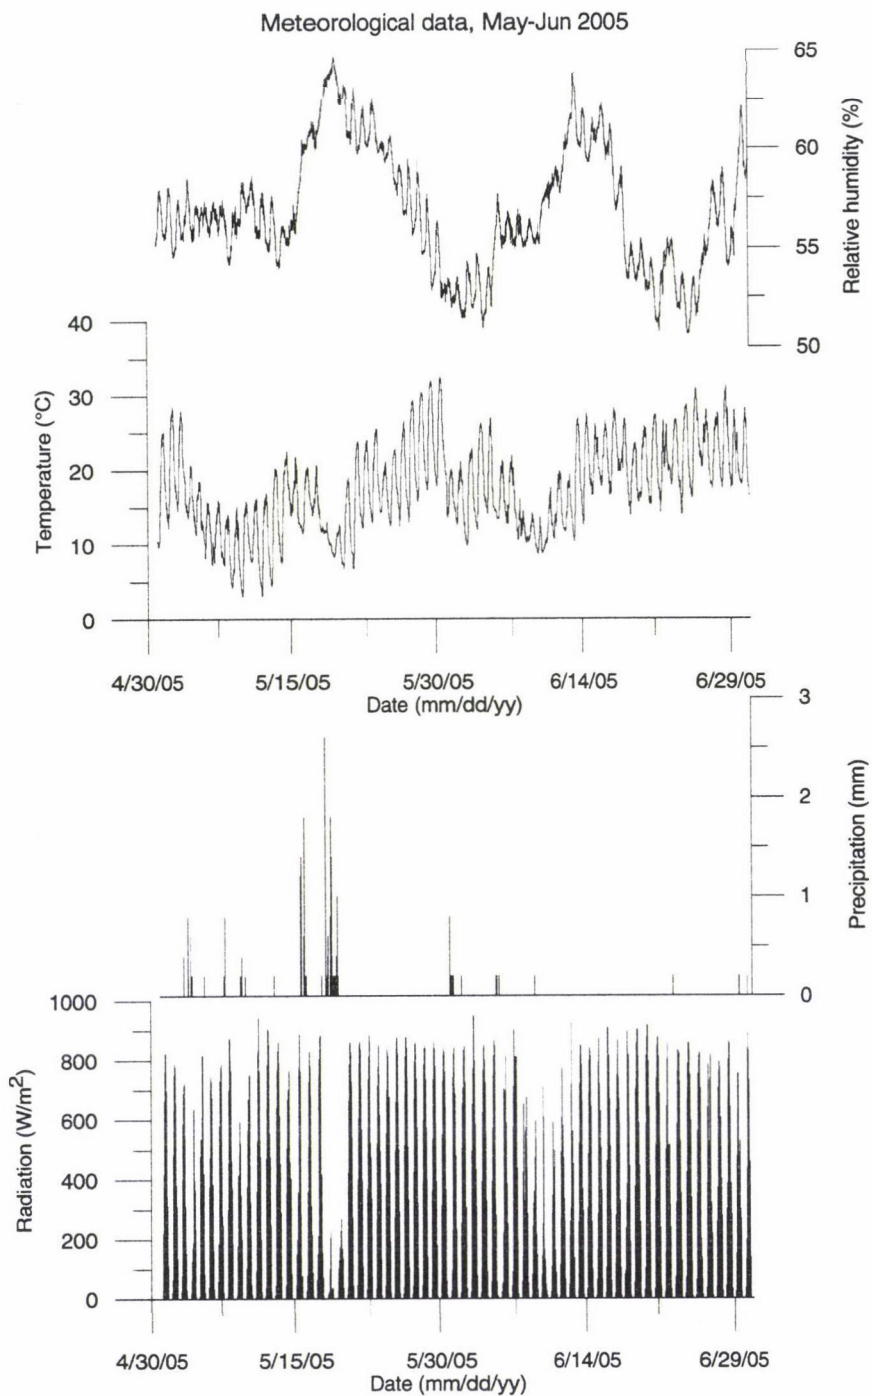 Meteorological data, May-Jun 2005
65
60
55
50
Relative humidity (%)
40
30
20
10
0
Temperature (°C)
4/30/05 5/15/05 5/30/05 6/14/05 6/29/05
Date (mm/dd/yy)
3
2
1
0
Precipitation (mm)
1000
800
600
400
200
0
Radiation (W/m²)
4/30/05 5/15/05 5/30/05 6/14/05 6/29/05
Date (mm/dd/yy)